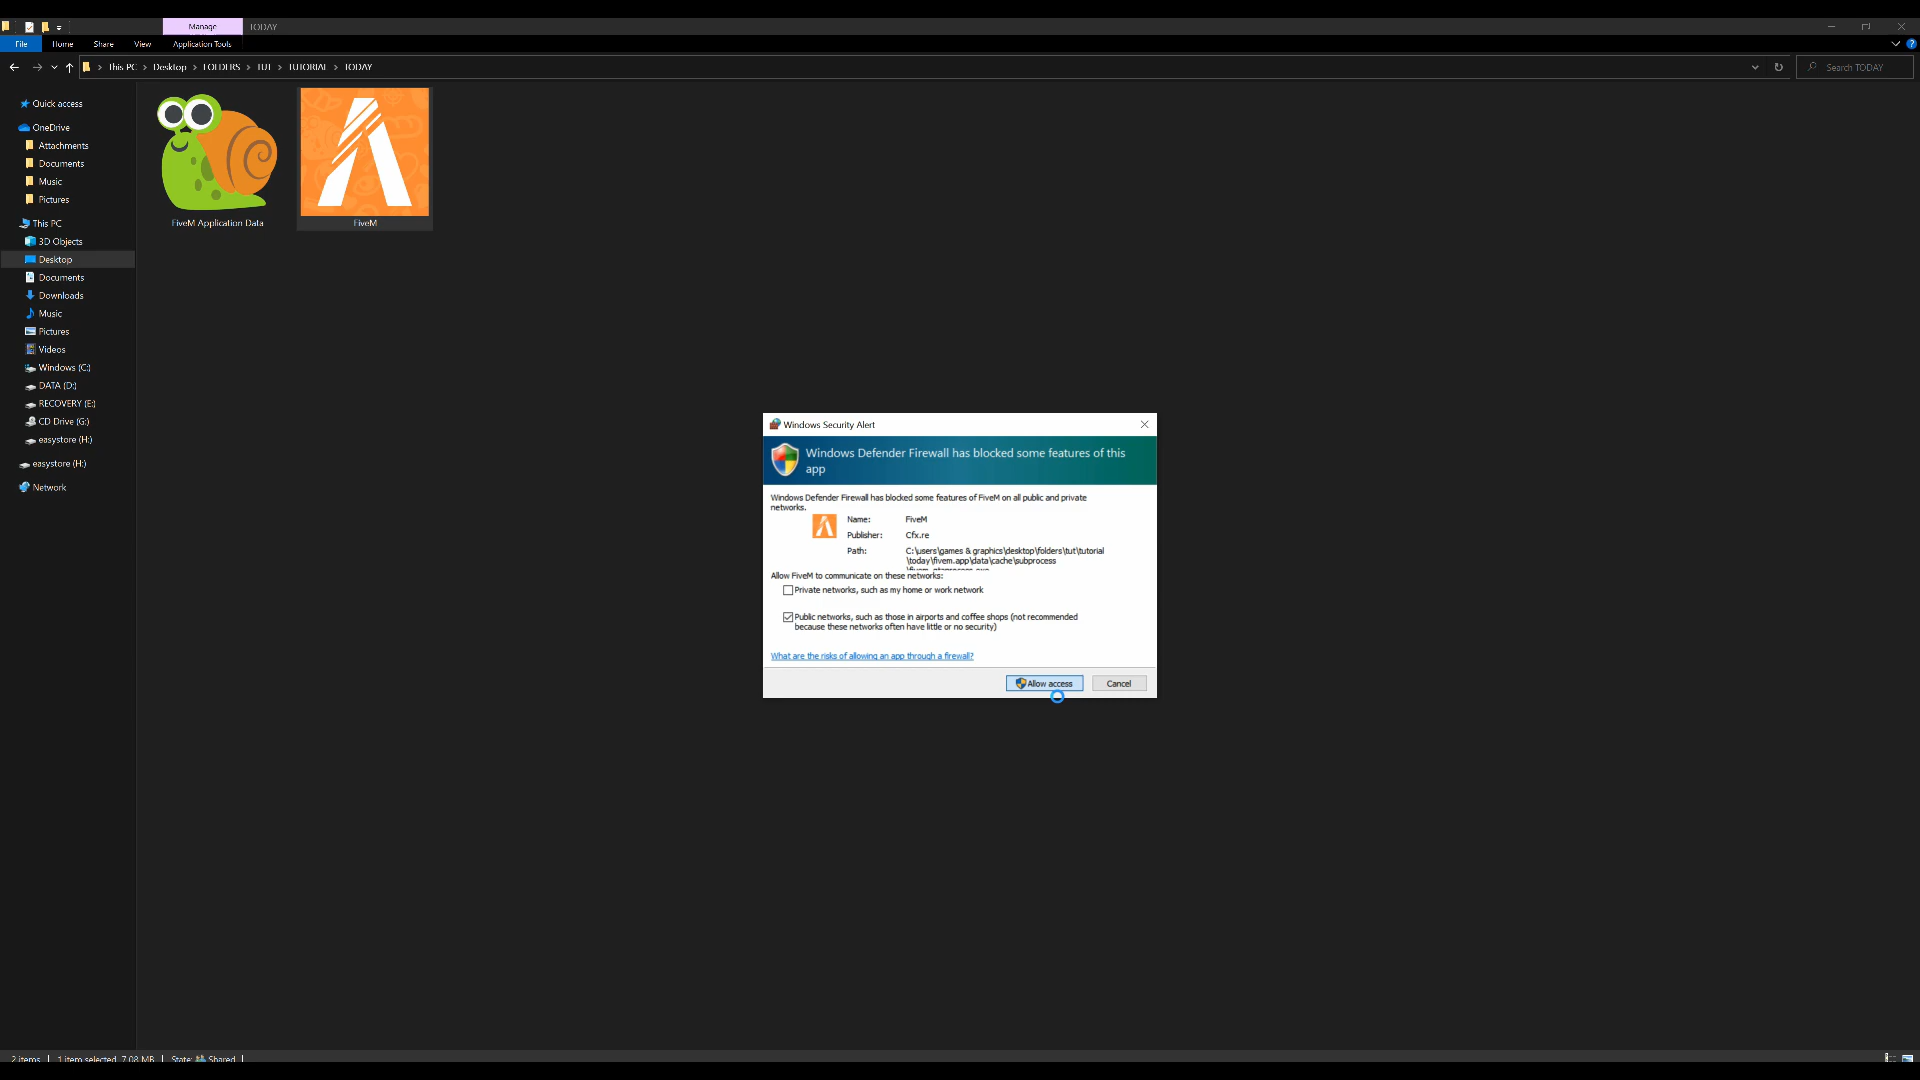 Manage TODAY
File Home Share View Application Tools
This PC Desktop FOLDERS TUT TUTORIAL TODAY Search TODAY
Quick access
OneDrive
Attachments
Documents
Music
Pictures
This PC
3D Objects
Desktop
Documents
Downloads
Music
Pictures
Videos
Windows (C:)
DATA (D:)
RECOVERY (E:)
CD Drive (G:)
easystore (H:)
easystore (H:)
Network
FiveM Application Data
FiveM
Windows Security Alert
Windows Defender Firewall has blocked some features of this
app
Windows Defender Firewall has blocked some features of FiveM on all public and private
networks.
Name: FiveM
Publisher: Cfx.re
Path: C:\users\games & graphics\desktop\folders\tut\tutorial
\today\fivem.app\data\cache\subprocess
Allow FiveM to communicate on these networks:
Private networks, such as my home or work network
Public networks, such as those in airports and coffee shops (not recommended
because these networks often have little or no security)
What are the risks of allowing an app through a firewall?
Allow access Cancel
2 items 1 item selected 7.08 MB State: Shared